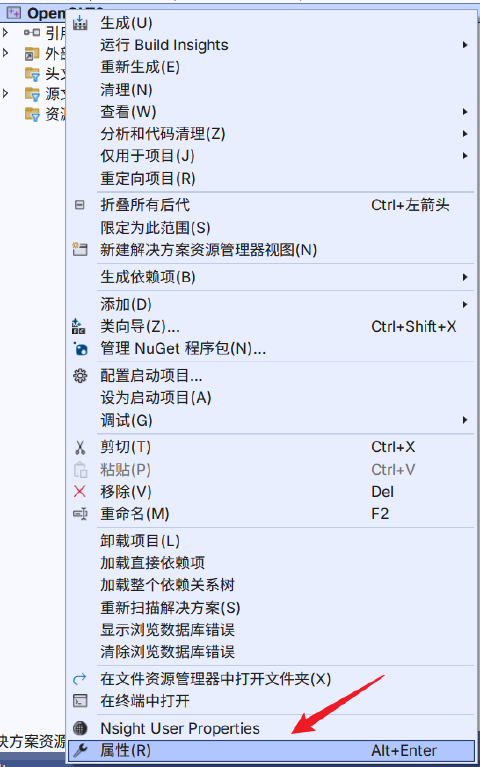 生成(U)
运行 Build Insights
引用
重新生成(E)
外部
清理(N)
头文
查看(W)
源文
分析和代码清理(Z)
资源
仅用于项目(J)
重定向项目(R)
折叠所有后代 Ctrl+左箭头
限定为此范围(S)
新建解决方案资源管理器视图(N)
生成依赖项(B)
添加(D)
类向导(Z)... Ctrl+Shift+X
管理 NuGet 程序包(N)...
配置启动项目...
设为启动项目(A)
调试(G)
剪切(T) Ctrl+X
粘贴(P) Ctrl+V
移除(V) Del
重命名(M) F2
卸载项目(L)
加载直接依赖项
加载整个依赖关系树
重新扫描解决方案(S)
显示浏览数据库错误
清除浏览数据库错误
在文件资源管理器中打开文件夹(X)
在终端中打开
Nsight User Properties
方案资源
属性(R) Alt+Enter